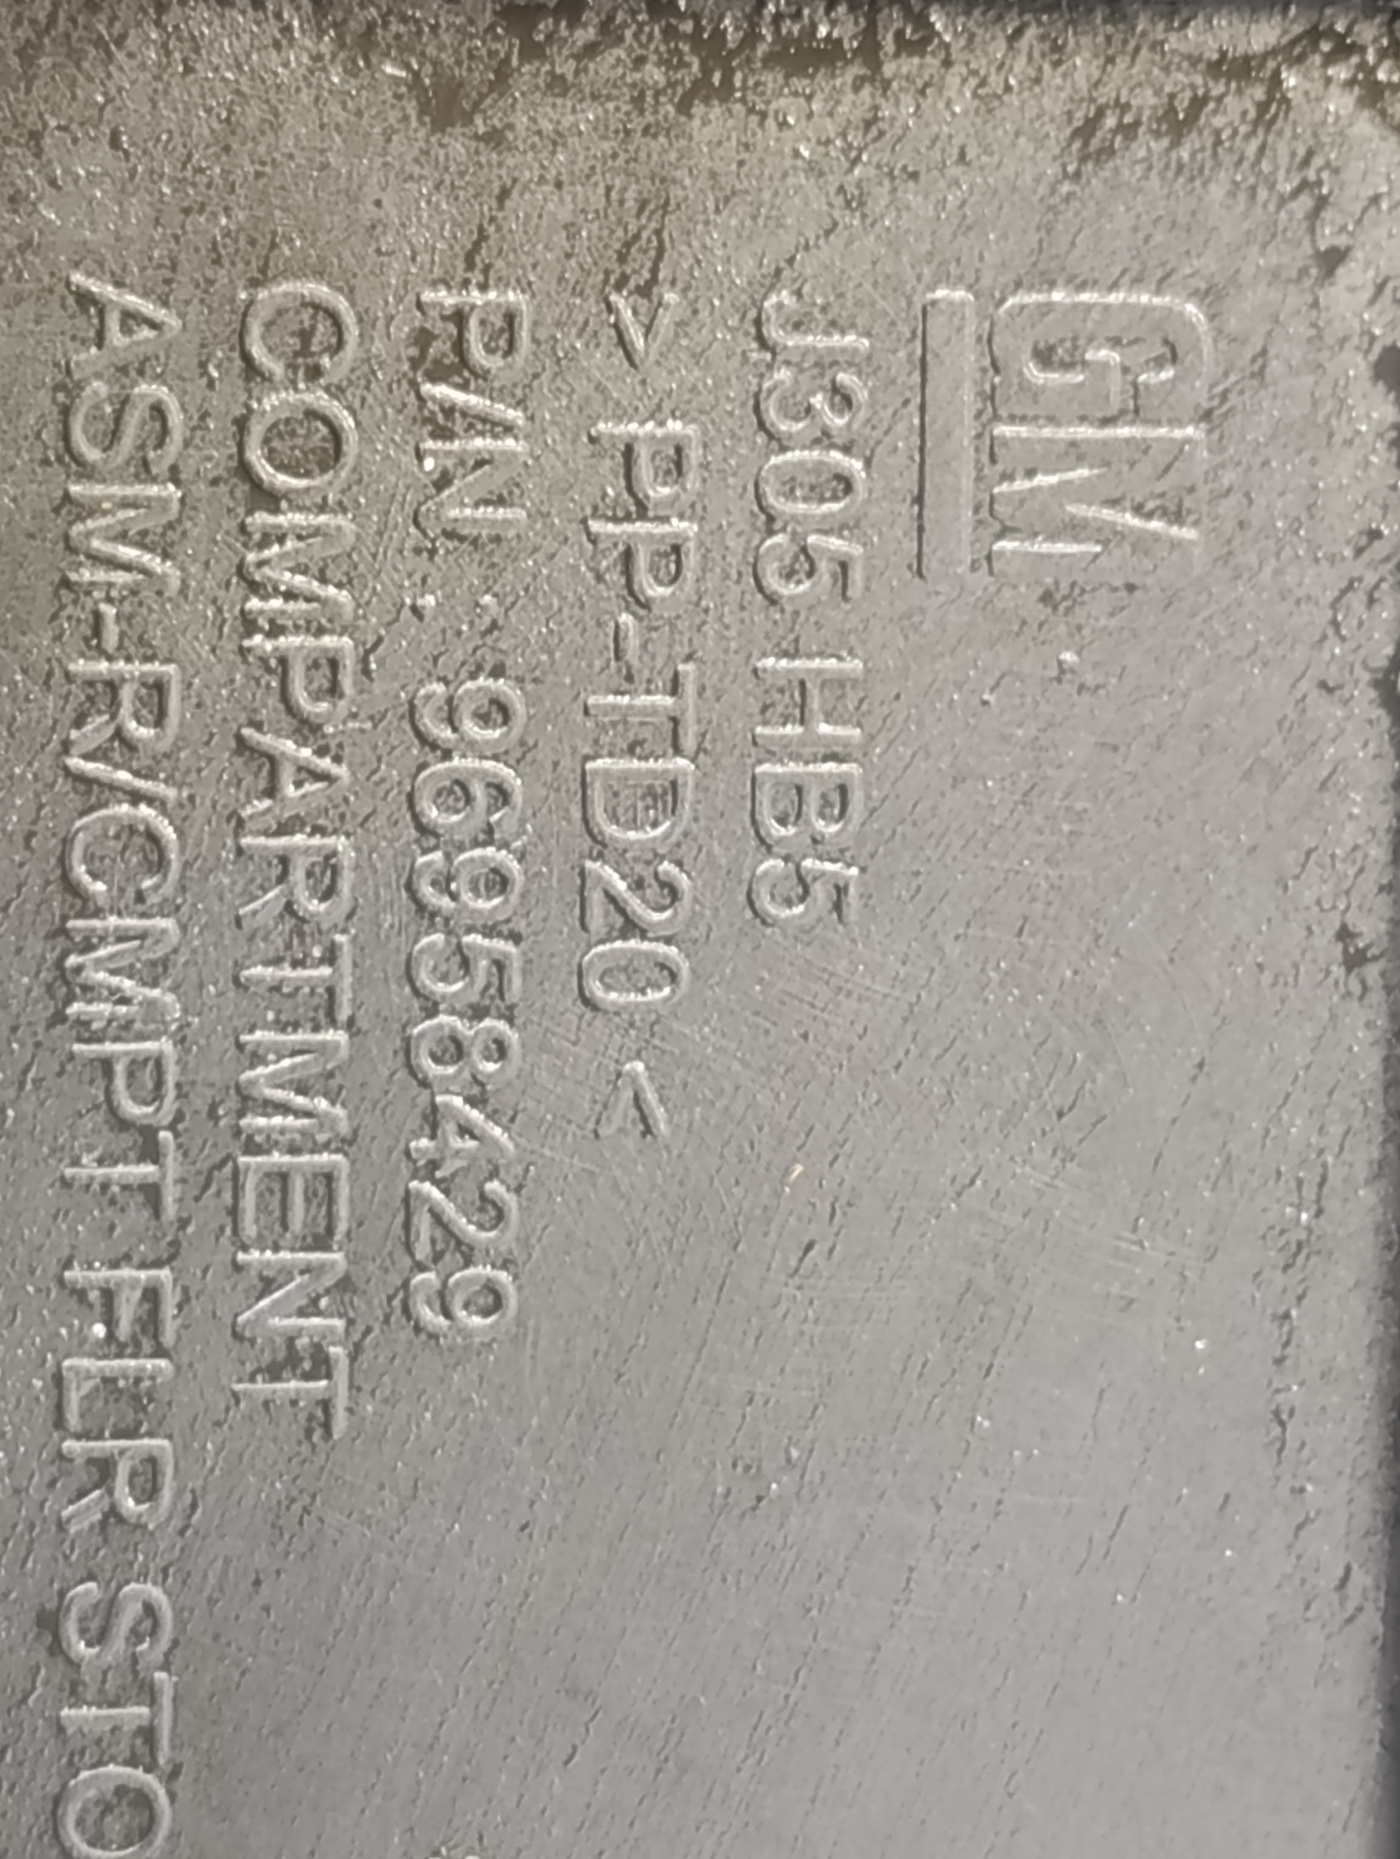 GM
J305 HB5
> PP-TD20 <
P/N : 96958429
COMPARTMENT
ASM-R/CMPT FLR STO